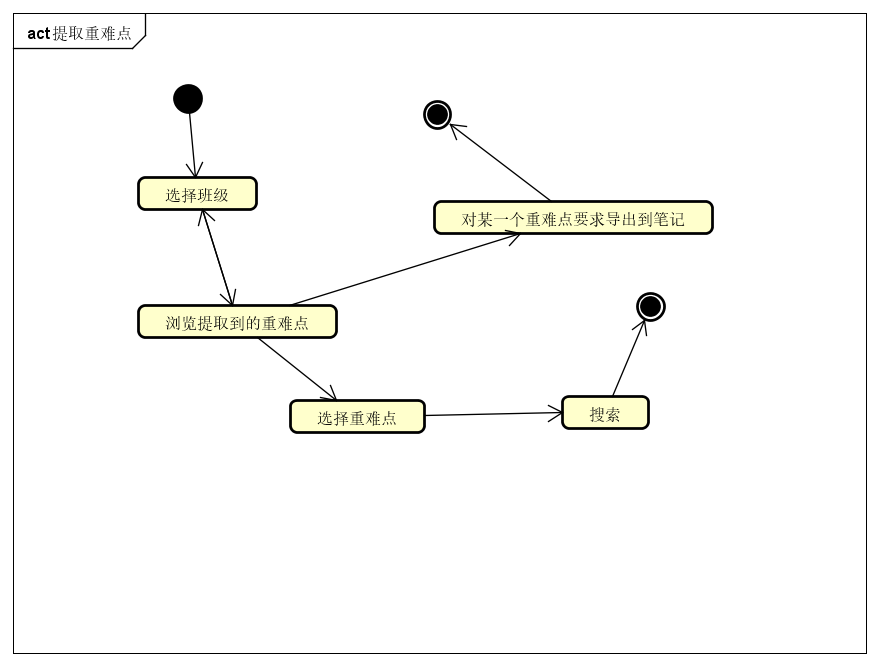 act 提取重难点
选择班级
对某一个重难点要求导出到笔记
浏览提取到的重难点
选择重难点
搜索